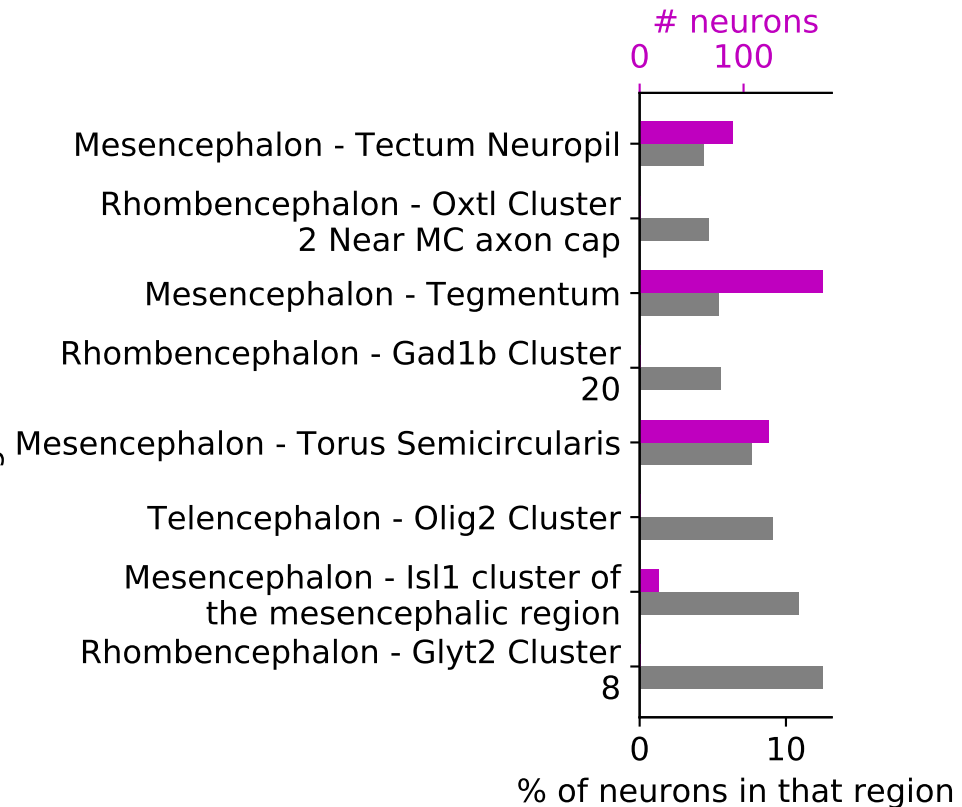 # neurons
0 100
Mesencephalon - Tectum Neuropil
Rhombencephalon - Oxtl Cluster
2 Near MC axon cap
Mesencephalon - Tegmentum
Rhombencephalon - Gad1b Cluster
20
Mesencephalon - Torus Semicircularis
Telencephalon - Olig2 Cluster
Mesencephalon - Isl1 cluster of
the mesencephalic region
Rhombencephalon - Glyt2 Cluster
8
0 10
% of neurons in that region